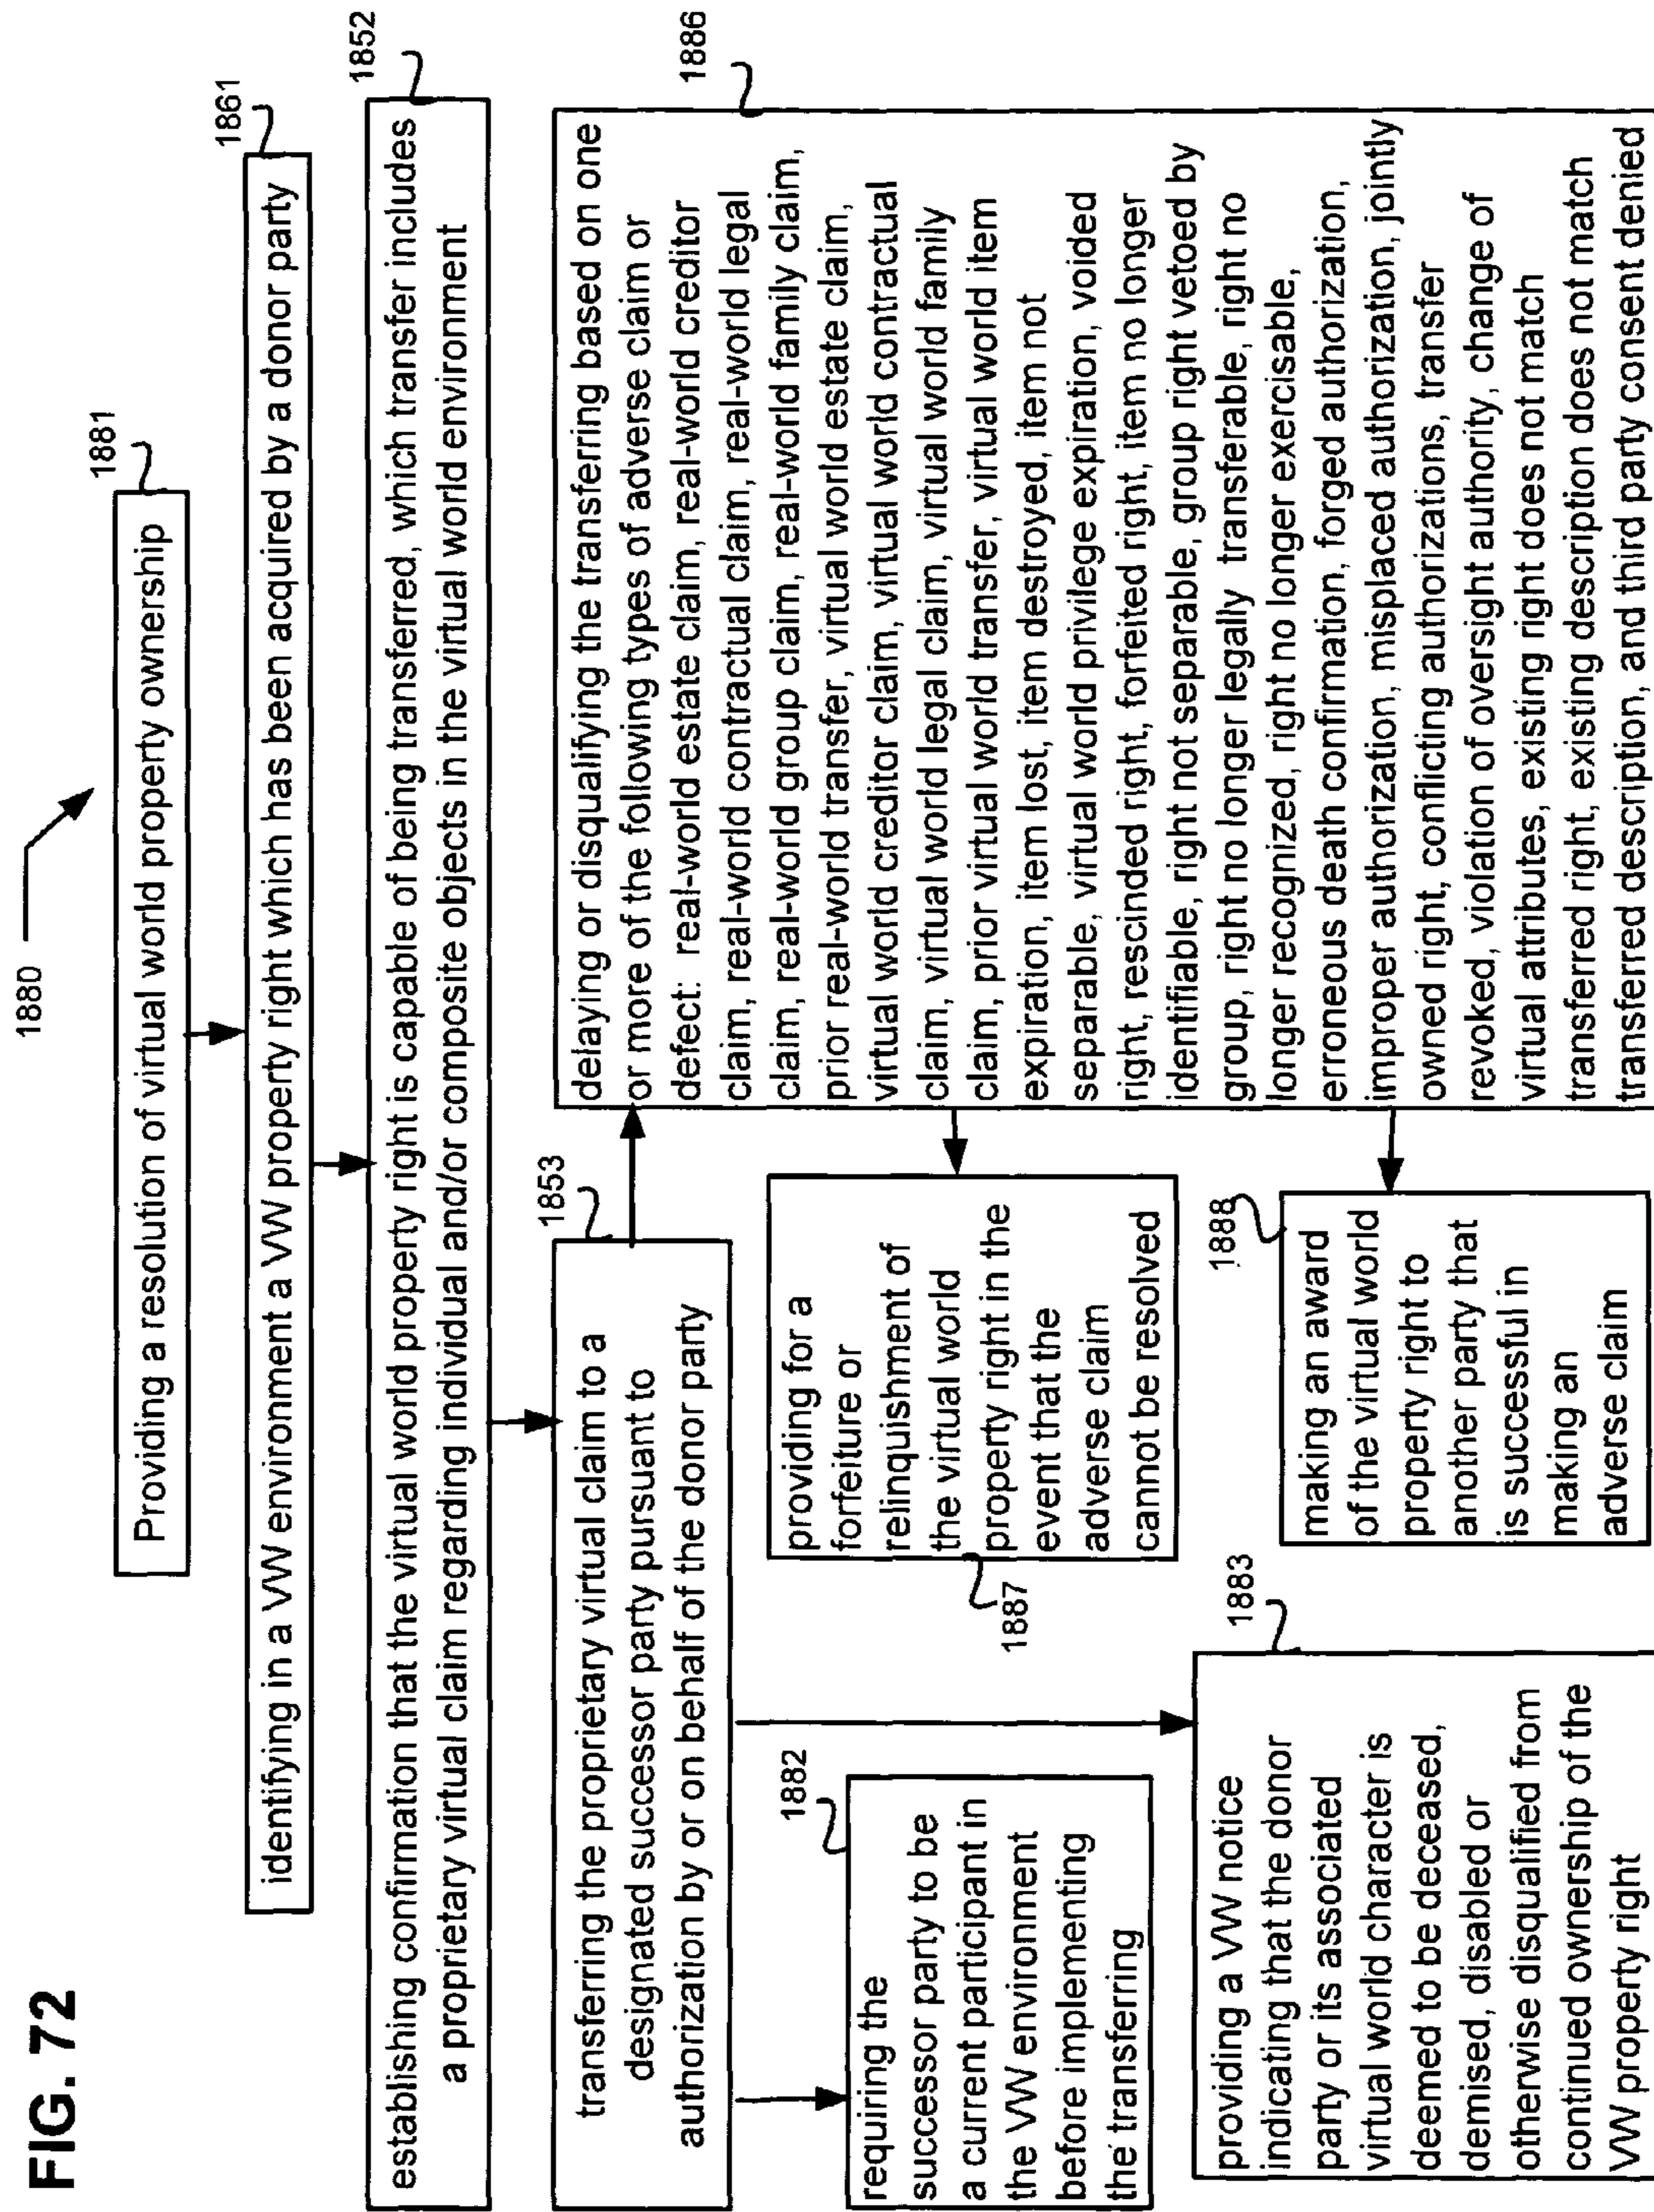 FIG. 72
1880
1881
Providing a resolution of virtual world property ownership
1861
identifying in a VW environment a VW property right which has been acquired by a donor party
1852
establishing confirmation that the virtual world property right is capable of being transferred, which transfer includes
a proprietary virtual claim regarding individual and/or composite objects in the virtual world environment
1853
transferring the proprietary virtual claim to a
designated successor party pursuant to
authorization by or on behalf of the donor party
1886
delaying or disqualifying the transferring based on one
or more of the following types of adverse claim or
defect: real-world estate claim, real-world creditor
claim, real-world contractual claim, real-world legal
claim, real-world group claim, real-world family claim,
prior real-world transfer, virtual world estate claim,
virtual world creditor claim, virtual world contractual
claim, virtual world legal claim, virtual world family
claim, prior virtual world transfer, virtual world item
expiration, item lost, item destroyed, item not
separable, virtual world privilege expiration, voided
right, rescinded right, forfeited right, item no longer
identifiable, right not separable, group right vetoed by
group, right no longer legally transferable, right no
longer recognized, right no longer exercisable,
erroneous death confirmation, forged authorization,
improper authorization, misplaced authorization, jointly
owned right, conflicting authorizations, transfer
revoked, violation of oversight authority, change of
virtual attributes, existing right does not match
transferred right, existing description does not match
transferred description, and third party consent denied
1882
requiring the
successor party to be
a current participant in
the VW environment
before implementing
the transferring
1887
providing for a
forfeiture or
relinquishment of
the virtual world
property right in the
event that the
adverse claim
cannot be resolved
1883
providing a VW notice
indicating that the donor
party or its associated
virtual world character is
deemed to be deceased,
demised, disabled or
otherwise disqualified from
continued ownership of the
VW property right
1888
making an award
of the virtual world
property right to
another party that
is successful in
making an
adverse claim